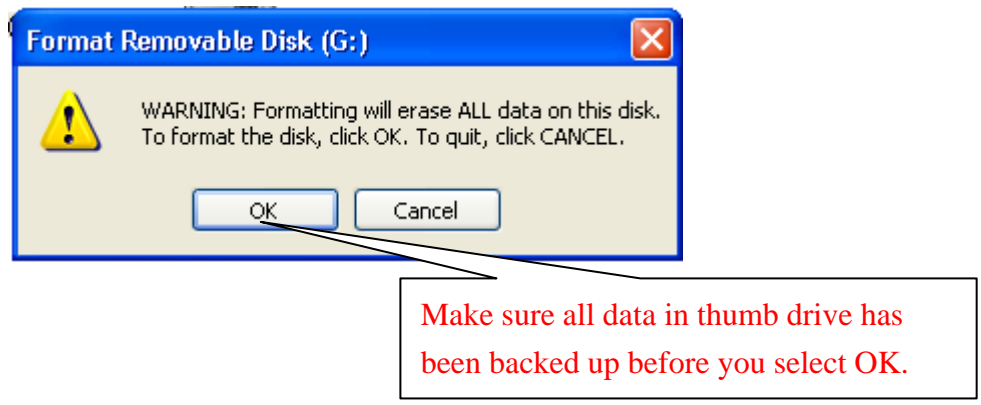 Format Removable Disk (G:)
WARNING: Formatting will erase ALL data on this disk.
To format the disk, click OK. To quit, click CANCEL.
OK Cancel
Make sure all data in thumb drive has
been backed up before you select OK.